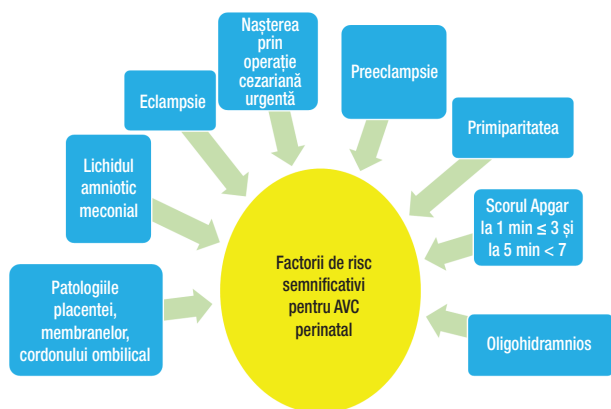 Nașterea
prin
operație
cezariană
urgentă
Preeclampsie
Eclampsie
Primiparitatea
Lichidul
amniotic
meconial
Scorul Apgar
la 1 min ≤ 3 și
la 5 min < 7
Factorii de risc
semnificativi
pentru AVC
perinatal
Patologiile
placentei,
membranelor,
cordonului ombilical
Oligohidramnios